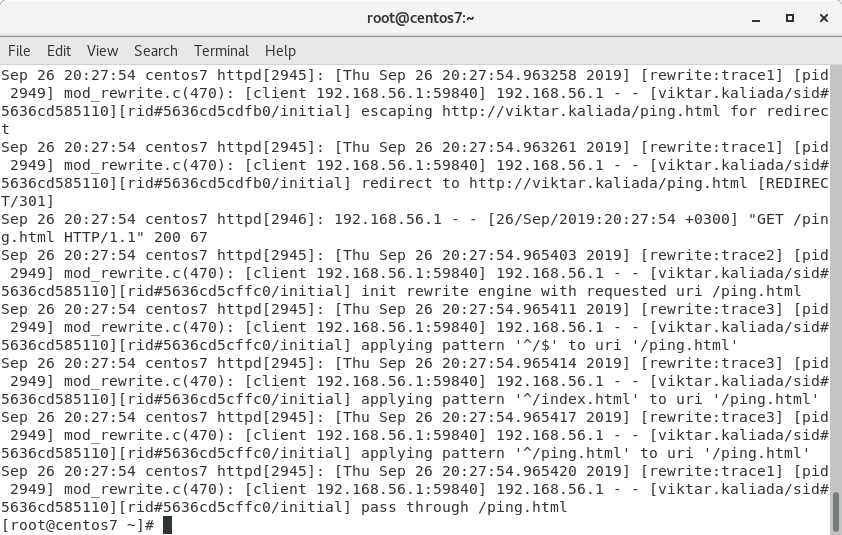 root@centos7:~
File Edit View Search Terminal Help
Sep 26 20:27:54 centos7 httpd[2945]: [Thu Sep 26 20:27:54.963258 2019] [rewrite:trace1] [pid
 2949] mod_rewrite.c(470): [client 192.168.56.1:59840] 192.168.56.1 - - [viktar.kaliada/sid#
5636cd585110][rid#5636cd5cdfb0/initial] escaping http://viktar.kaliada/ping.html for redirec
t
Sep 26 20:27:54 centos7 httpd[2945]: [Thu Sep 26 20:27:54.963261 2019] [rewrite:trace1] [pid
 2949] mod_rewrite.c(470): [client 192.168.56.1:59840] 192.168.56.1 - - [viktar.kaliada/sid#
5636cd585110][rid#5636cd5cdfb0/initial] redirect to http://viktar.kaliada/ping.html [REDIREC
T/301]
Sep 26 20:27:54 centos7 httpd[2946]: 192.168.56.1 - - [26/Sep/2019:20:27:54 +0300] "GET /pin
g.html HTTP/1.1" 200 67
Sep 26 20:27:54 centos7 httpd[2945]: [Thu Sep 26 20:27:54.965403 2019] [rewrite:trace2] [pid
 2949] mod_rewrite.c(470): [client 192.168.56.1:59840] 192.168.56.1 - - [viktar.kaliada/sid#
5636cd585110][rid#5636cd5cffc0/initial] init rewrite engine with requested uri /ping.html
Sep 26 20:27:54 centos7 httpd[2945]: [Thu Sep 26 20:27:54.965411 2019] [rewrite:trace3] [pid
 2949] mod_rewrite.c(470): [client 192.168.56.1:59840] 192.168.56.1 - - [viktar.kaliada/sid#
5636cd585110][rid#5636cd5cffc0/initial] applying pattern '^/$' to uri '/ping.html'
Sep 26 20:27:54 centos7 httpd[2945]: [Thu Sep 26 20:27:54.965414 2019] [rewrite:trace3] [pid
 2949] mod_rewrite.c(470): [client 192.168.56.1:59840] 192.168.56.1 - - [viktar.kaliada/sid#
5636cd585110][rid#5636cd5cffc0/initial] applying pattern '^/index.html' to uri '/ping.html'
Sep 26 20:27:54 centos7 httpd[2945]: [Thu Sep 26 20:27:54.965417 2019] [rewrite:trace3] [pid
 2949] mod_rewrite.c(470): [client 192.168.56.1:59840] 192.168.56.1 - - [viktar.kaliada/sid#
5636cd585110][rid#5636cd5cffc0/initial] applying pattern '^/ping.html' to uri '/ping.html'
Sep 26 20:27:54 centos7 httpd[2945]: [Thu Sep 26 20:27:54.965420 2019] [rewrite:trace1] [pid
 2949] mod_rewrite.c(470): [client 192.168.56.1:59840] 192.168.56.1 - - [viktar.kaliada/sid#
5636cd585110][rid#5636cd5cffc0/initial] pass through /ping.html
[root@centos7 ~]#